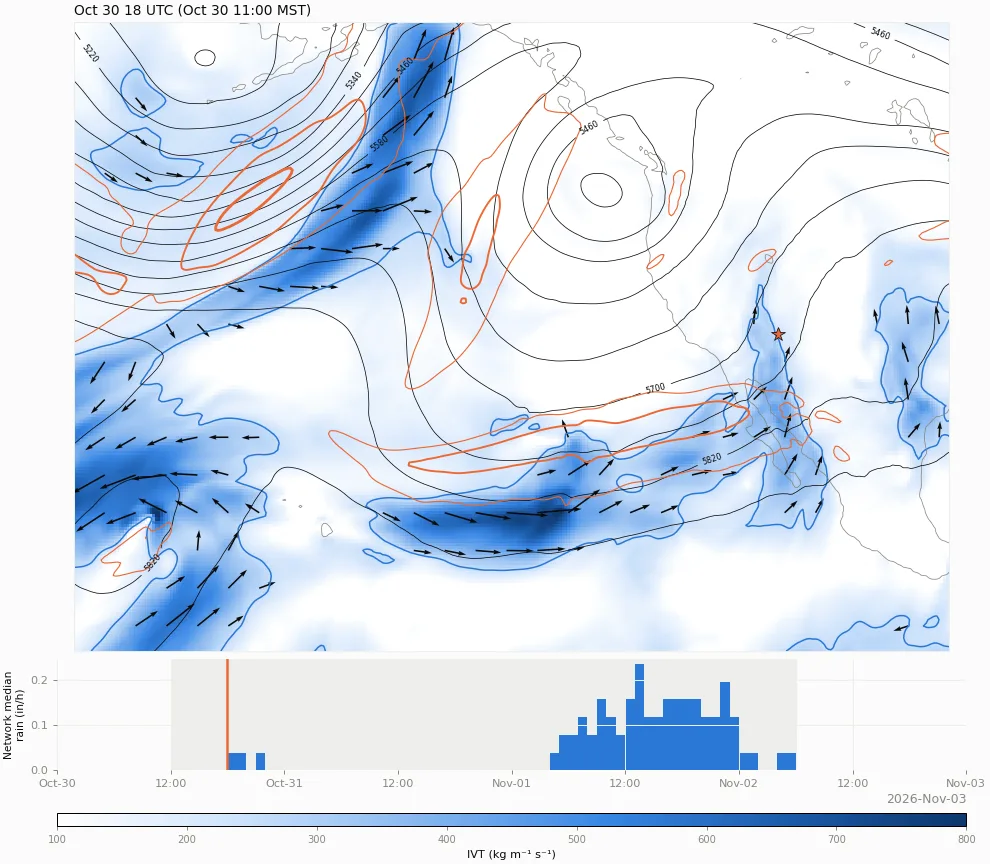 Oct 30 18 UTC (Oct 30 11:00 MST)
5220
5340
5460
5580
5460
5460
5700
5820
5820
Network median
rain (in/h)
0.2
0.1
0.0
Oct-30
12:00
Oct-31
12:00
Nov-01
12:00
Nov-02
12:00
Nov-03
2026-Nov-03
100
200
300
400
500
600
700
800
IVT (kg m⁻¹ s⁻¹)